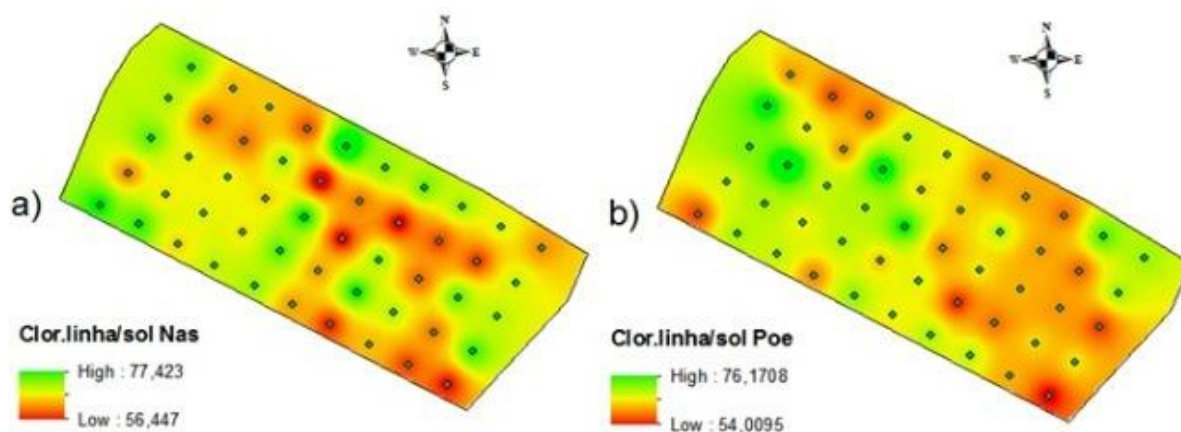 N
W E
S
a)
Clor.linha/sol Nas
High : 77,423
Low : 56,447
N
W E
S
b)
Clor.linha/sol Poe
High : 76,1708
Low : 54,0095